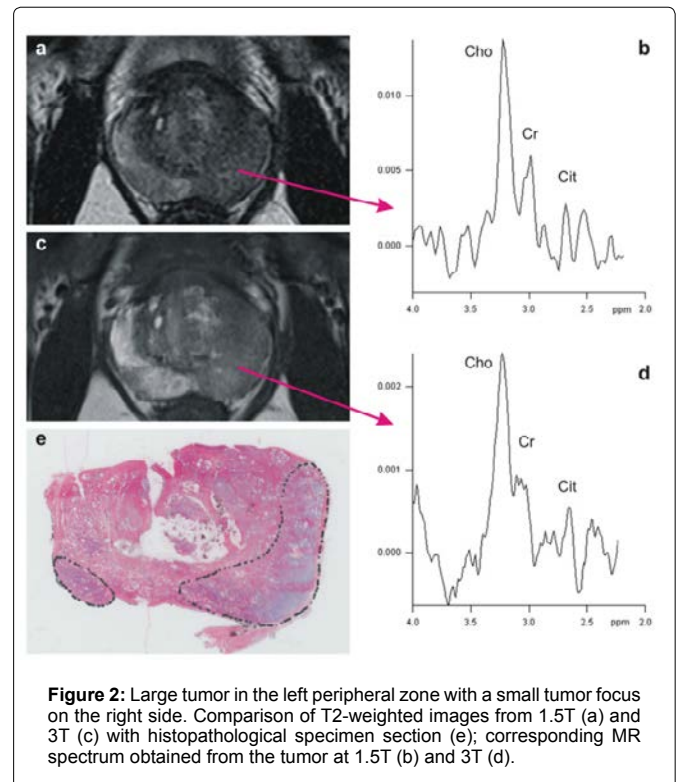 a
Cho
b
0.010
Cr
0.005
Cit
0.000
4.0 3.5 3.0 2.5 ppm 2.0
c
Cho
d
0.002
Cr
0.001
Cit
0.000
4.0 3.5 3.0 2.5 ppm 2.0
e
Figure 2: Large tumor in the left peripheral zone with a small tumor focus
on the right side. Comparison of T2-weighted images from 1.5T (a) and
3T (c) with histopathological specimen section (e); corresponding MR
spectrum obtained from the tumor at 1.5T (b) and 3T (d).